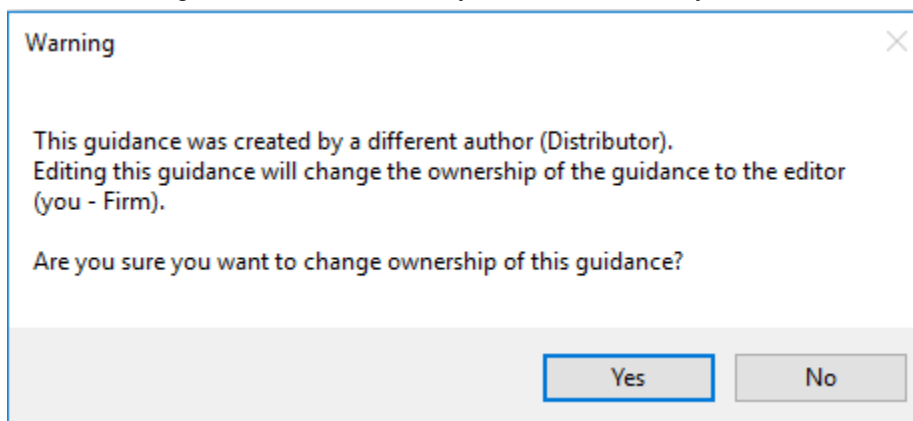 Warning
This guidance was created by a different author (Distributor).
Editing this guidance will change the ownership of the guidance to the editor
(you - Firm).
Are you sure you want to change ownership of this guidance?
Yes
No